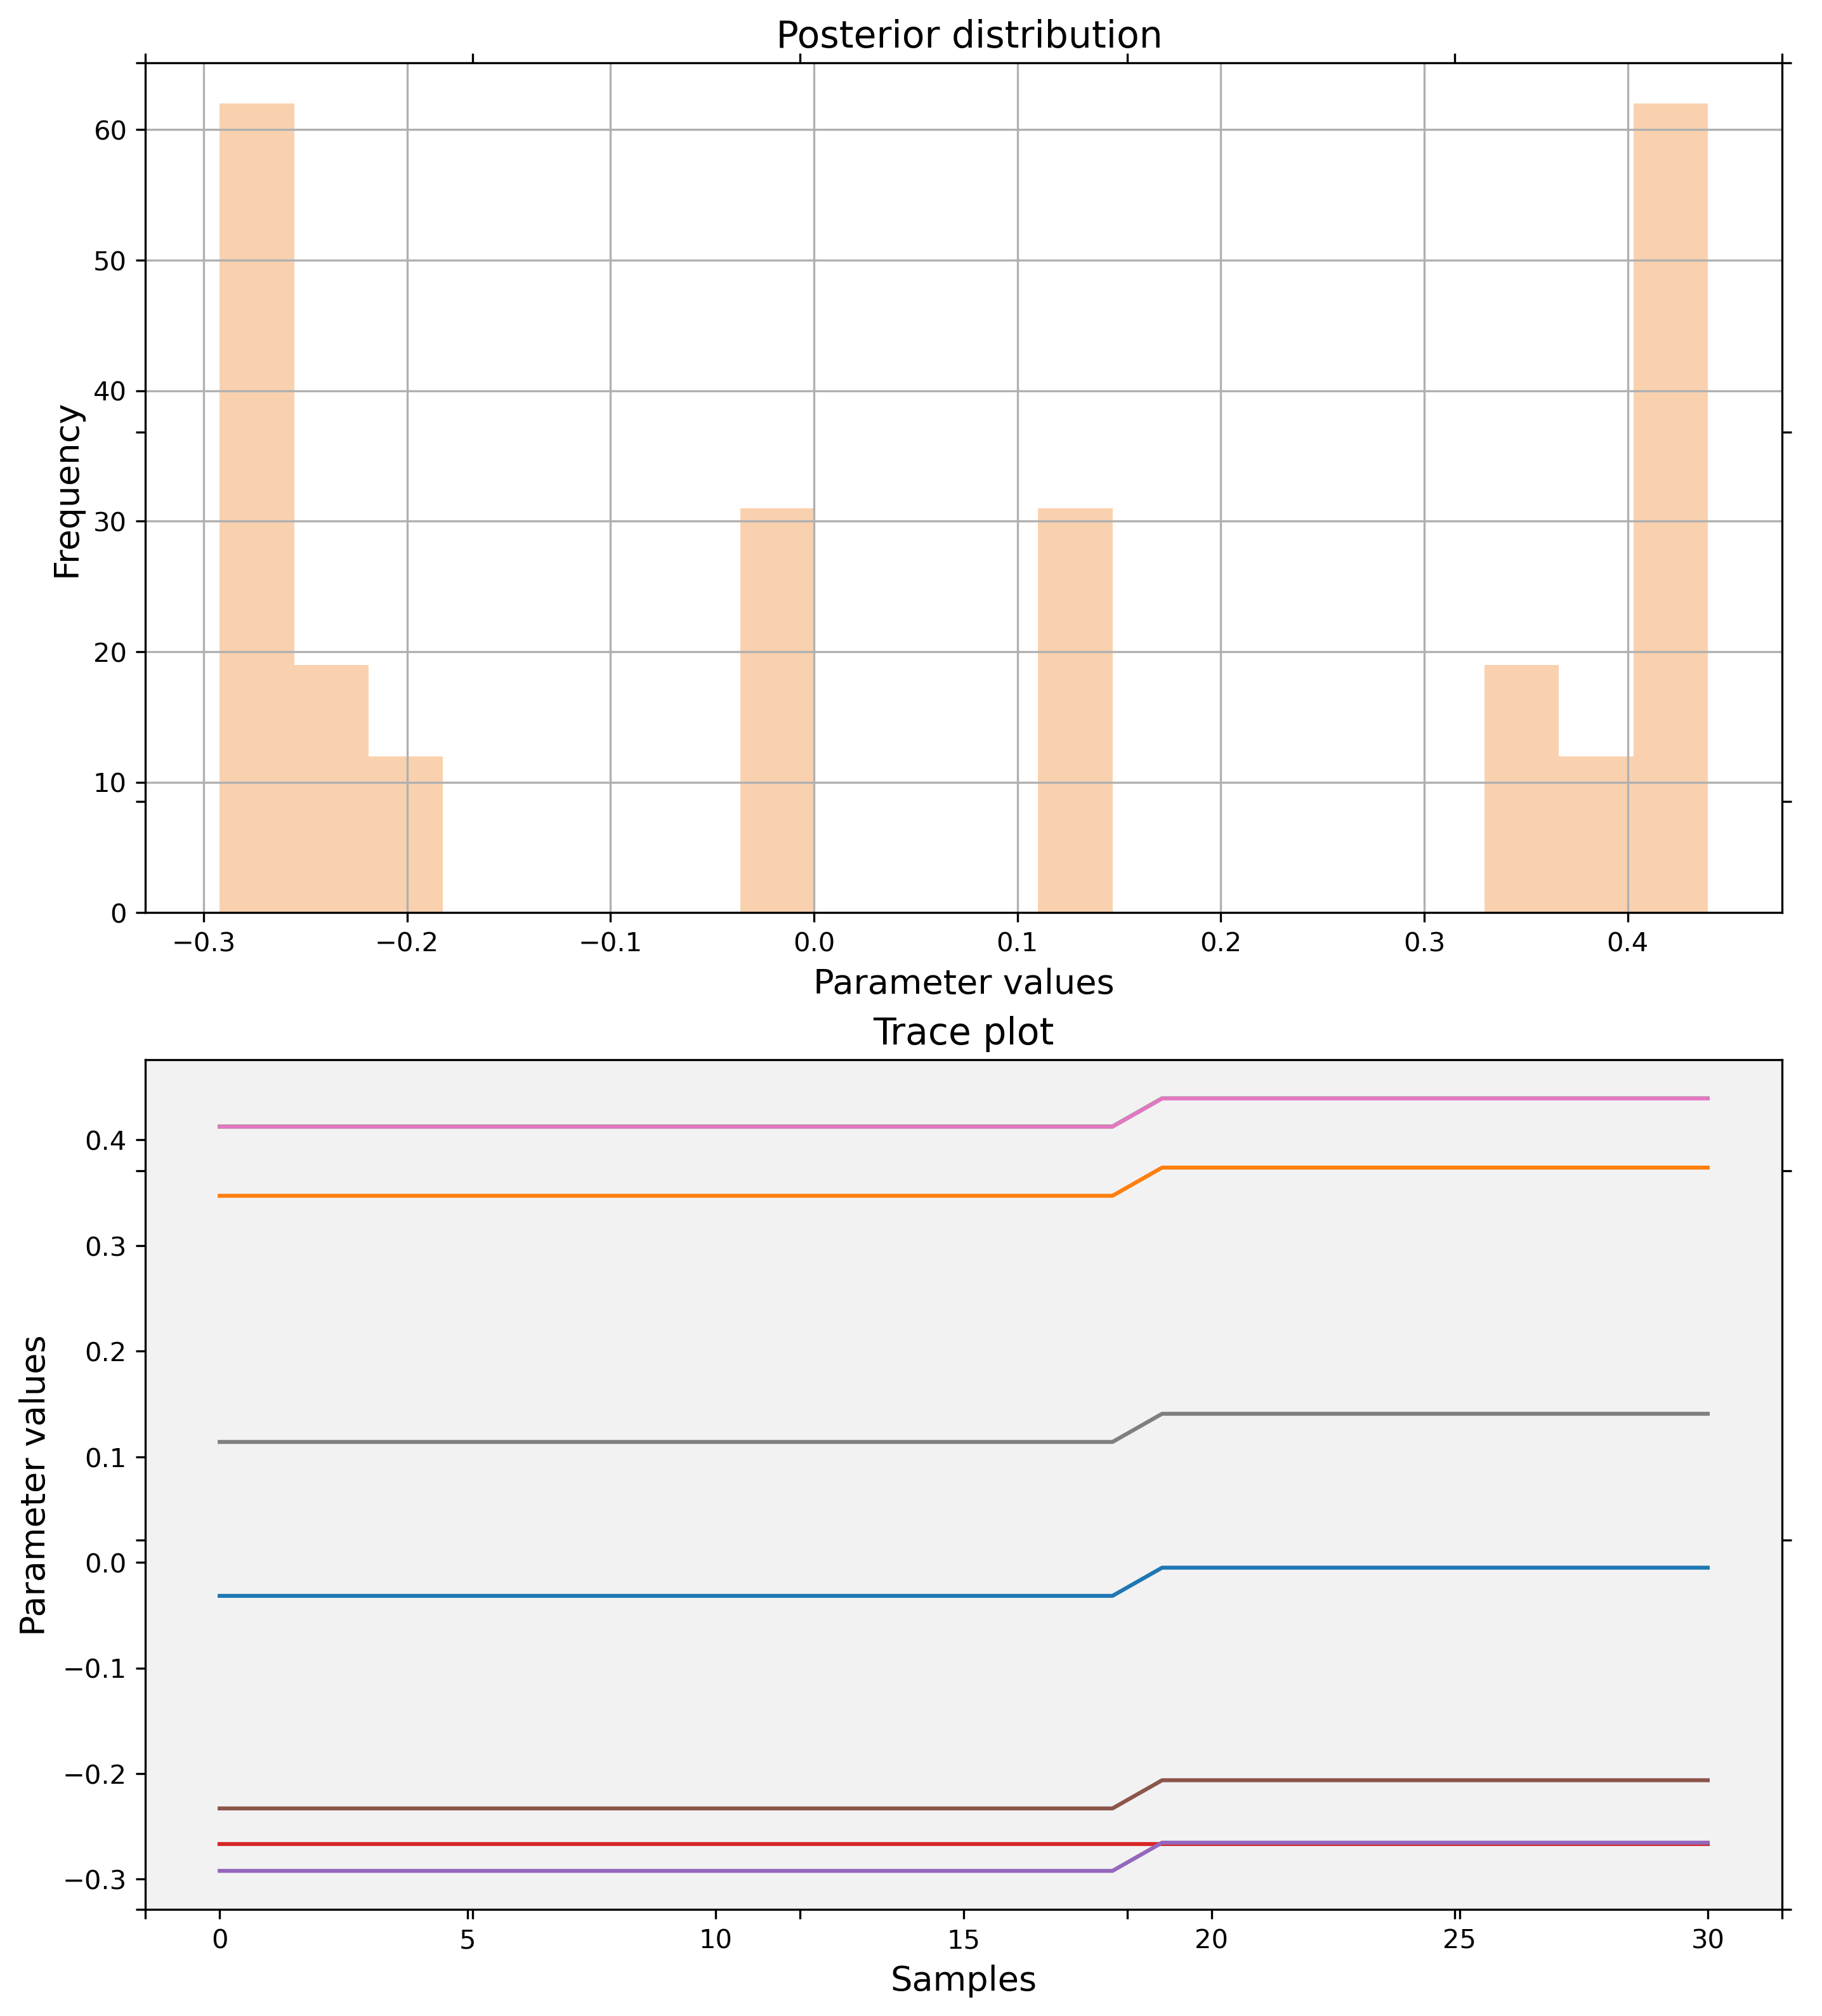 Posterior distribution
60
50
40
30
20
10
0
Frequency
−0.3 −0.2 −0.1 0.0 0.1 0.2 0.3 0.4
Parameter values
Trace plot
0.4
0.3
0.2
0.1
0.0
−0.1
−0.2
−0.3
Parameter values
0 5 10 15 20 25 30
Samples